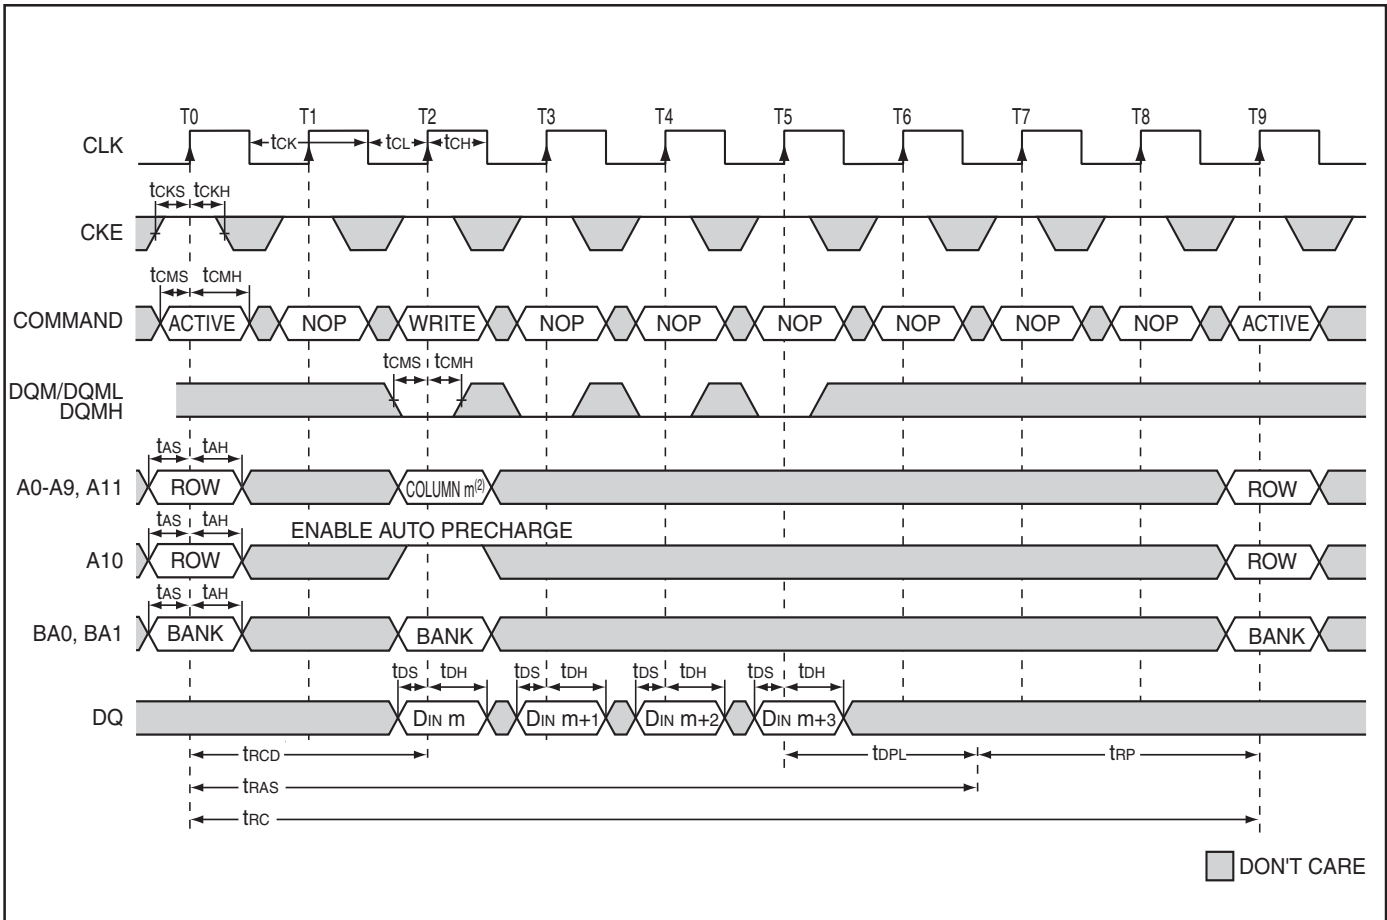 T0 T1 T2 T3 T4 T5 T6 T7 T8 T9
CLK tCK tCL tCH
tCKS tCKH
CKE
tCMS tCMH
COMMAND ACTIVE NOP WRITE NOP NOP NOP NOP NOP NOP ACTIVE
tCMS tCMH
DQM/DQML
DQMH
tAS tAH
A0-A9, A11 ROW COLUMN m(2) ROW
tAS tAH
ENABLE AUTO PRECHARGE
A10 ROW ROW
tAS tAH
BA0, BA1 BANK BANK BANK
tDS tDH tDS tDH tDS tDH tDS tDH
DQ DIN m DIN m+1 DIN m+2 DIN m+3
tRCD tDPL tRP
tRAS
tRC
DON'T CARE